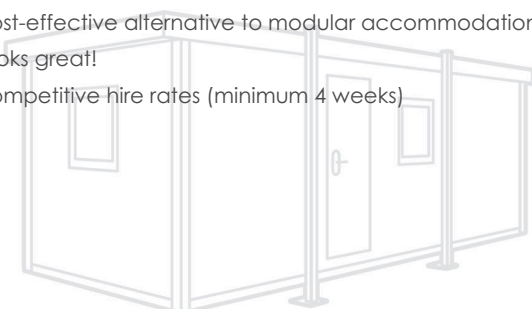 ost-effective alternative to modular accommodation
oks great!
ompetitive hire rates (minimum 4 weeks)